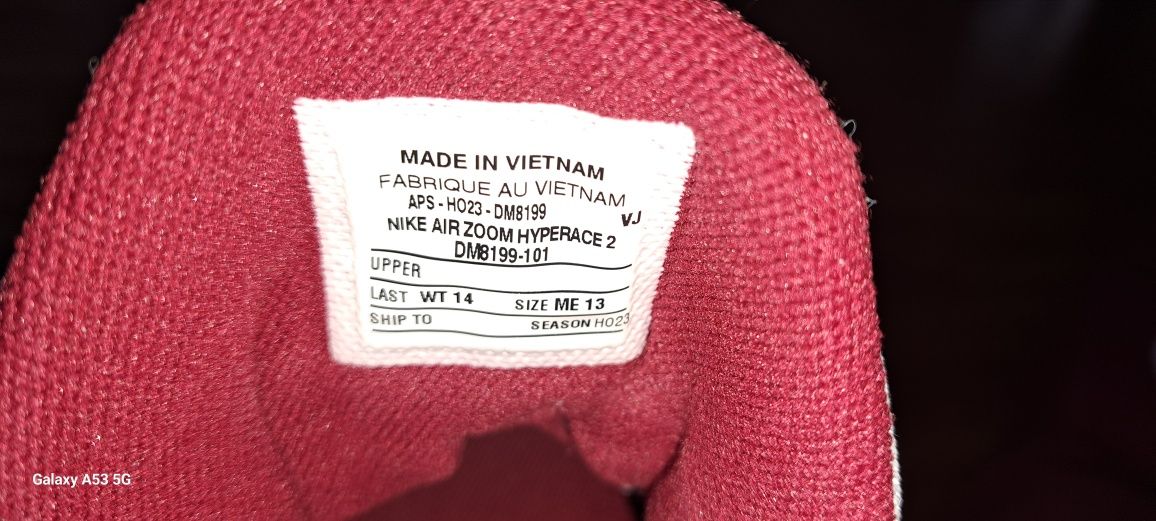 MADE IN VIETNAM
FABRIQUE AU VIETNAM
APS - HO23 - DM8199 VJ
NIKE AIR ZOOM HYPERACE 2
DM8199-101
UPPER
LAST WT 14 SIZE ME 13
SHIP TO SEASON HO23
Galaxy A53 5G